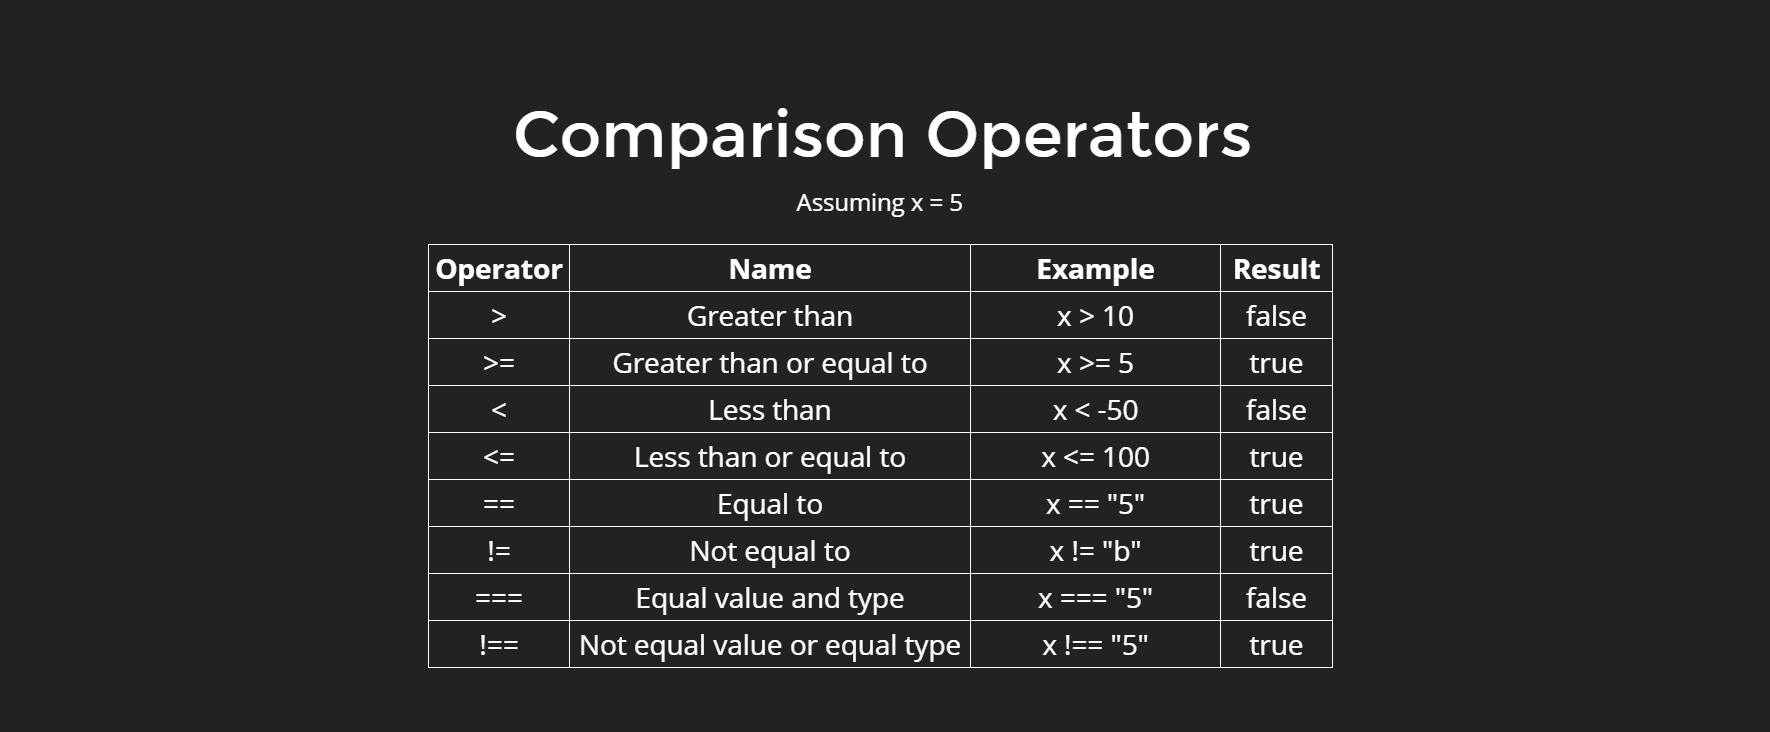 Comparison Operators
Assuming x = 5
Operator Name Example Result
> Greater than x > 10 false
>= Greater than or equal to x >= 5 true
< Less than x < -50 false
<= Less than or equal to x <= 100 true
== Equal to x == "5" true
!= Not equal to x != "b" true
=== Equal value and type x === "5" false
!== Not equal value or equal type x !== "5" true